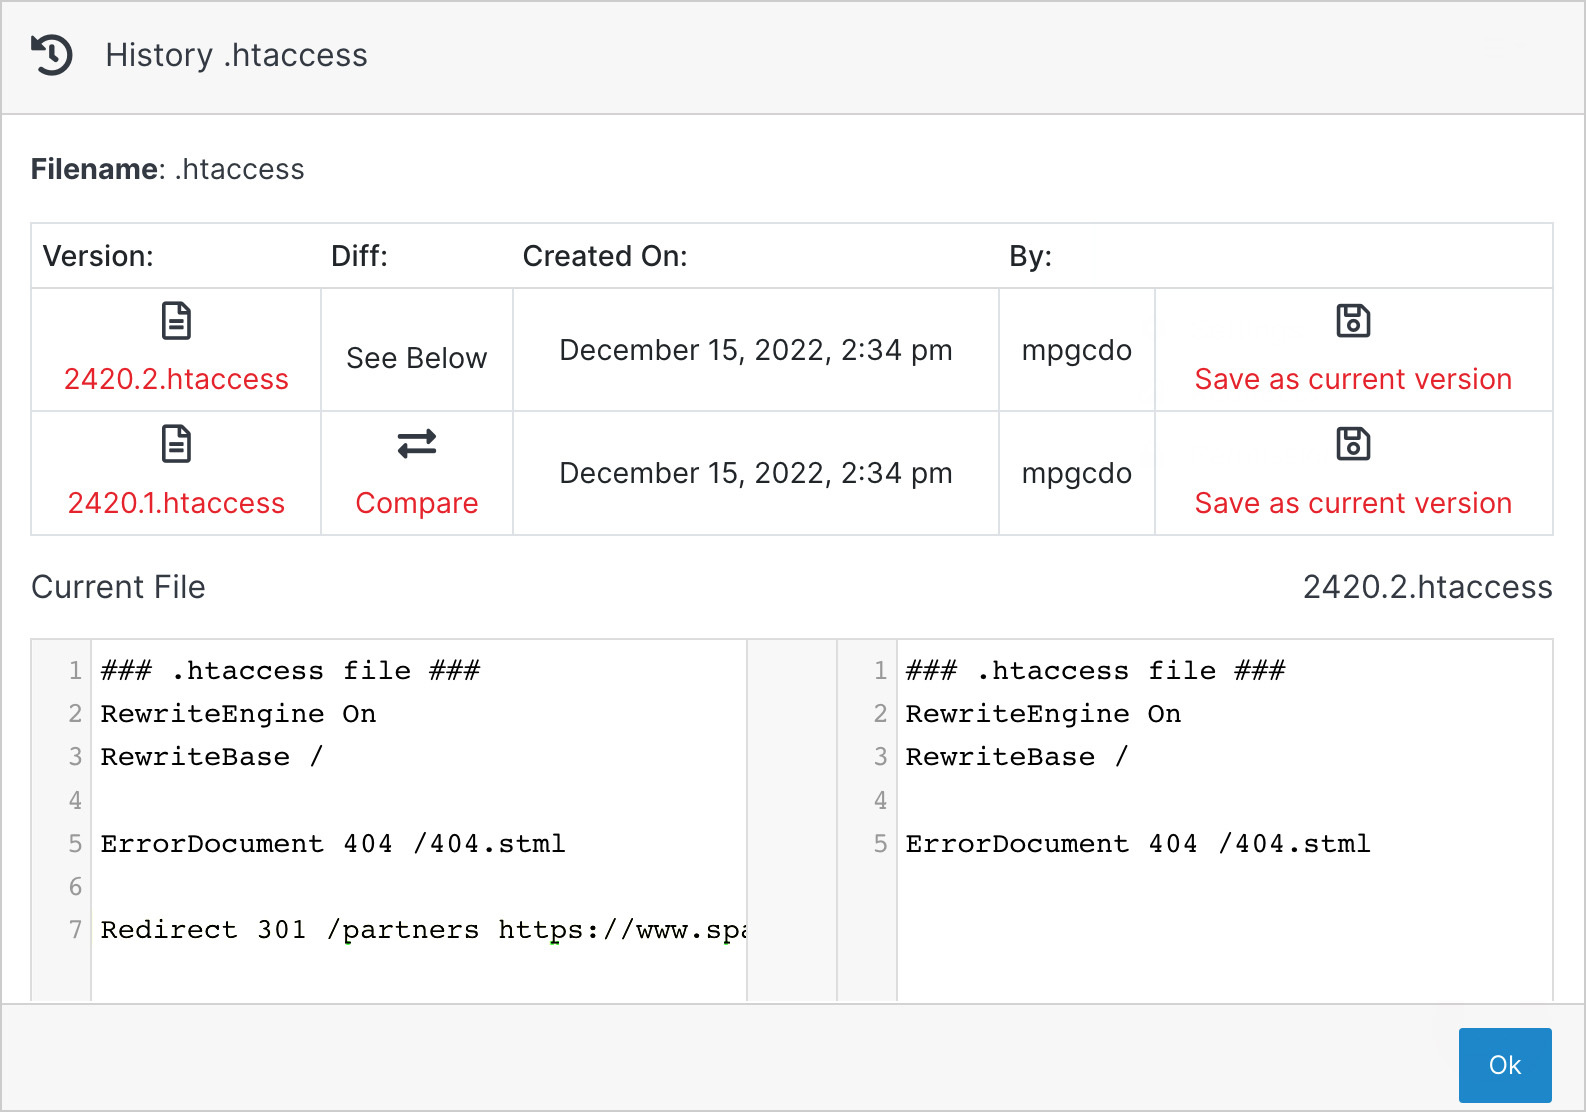 History .htaccess
Filename: .htaccess
Version: Diff: Created On: By:
2420.2.htaccess See Below December 15, 2022, 2:34 pm mpgcdo Save as current version
2420.1.htaccess Compare December 15, 2022, 2:34 pm mpgcdo Save as current version
Current File 2420.2.htaccess
1 ### .htaccess file ###
2 RewriteEngine On
3 RewriteBase /
4
5 ErrorDocument 404 /404.stml
6
7 Redirect 301 /partners https://www.spa
1 ### .htaccess file ###
2 RewriteEngine On
3 RewriteBase /
4
5 ErrorDocument 404 /404.stml
Ok